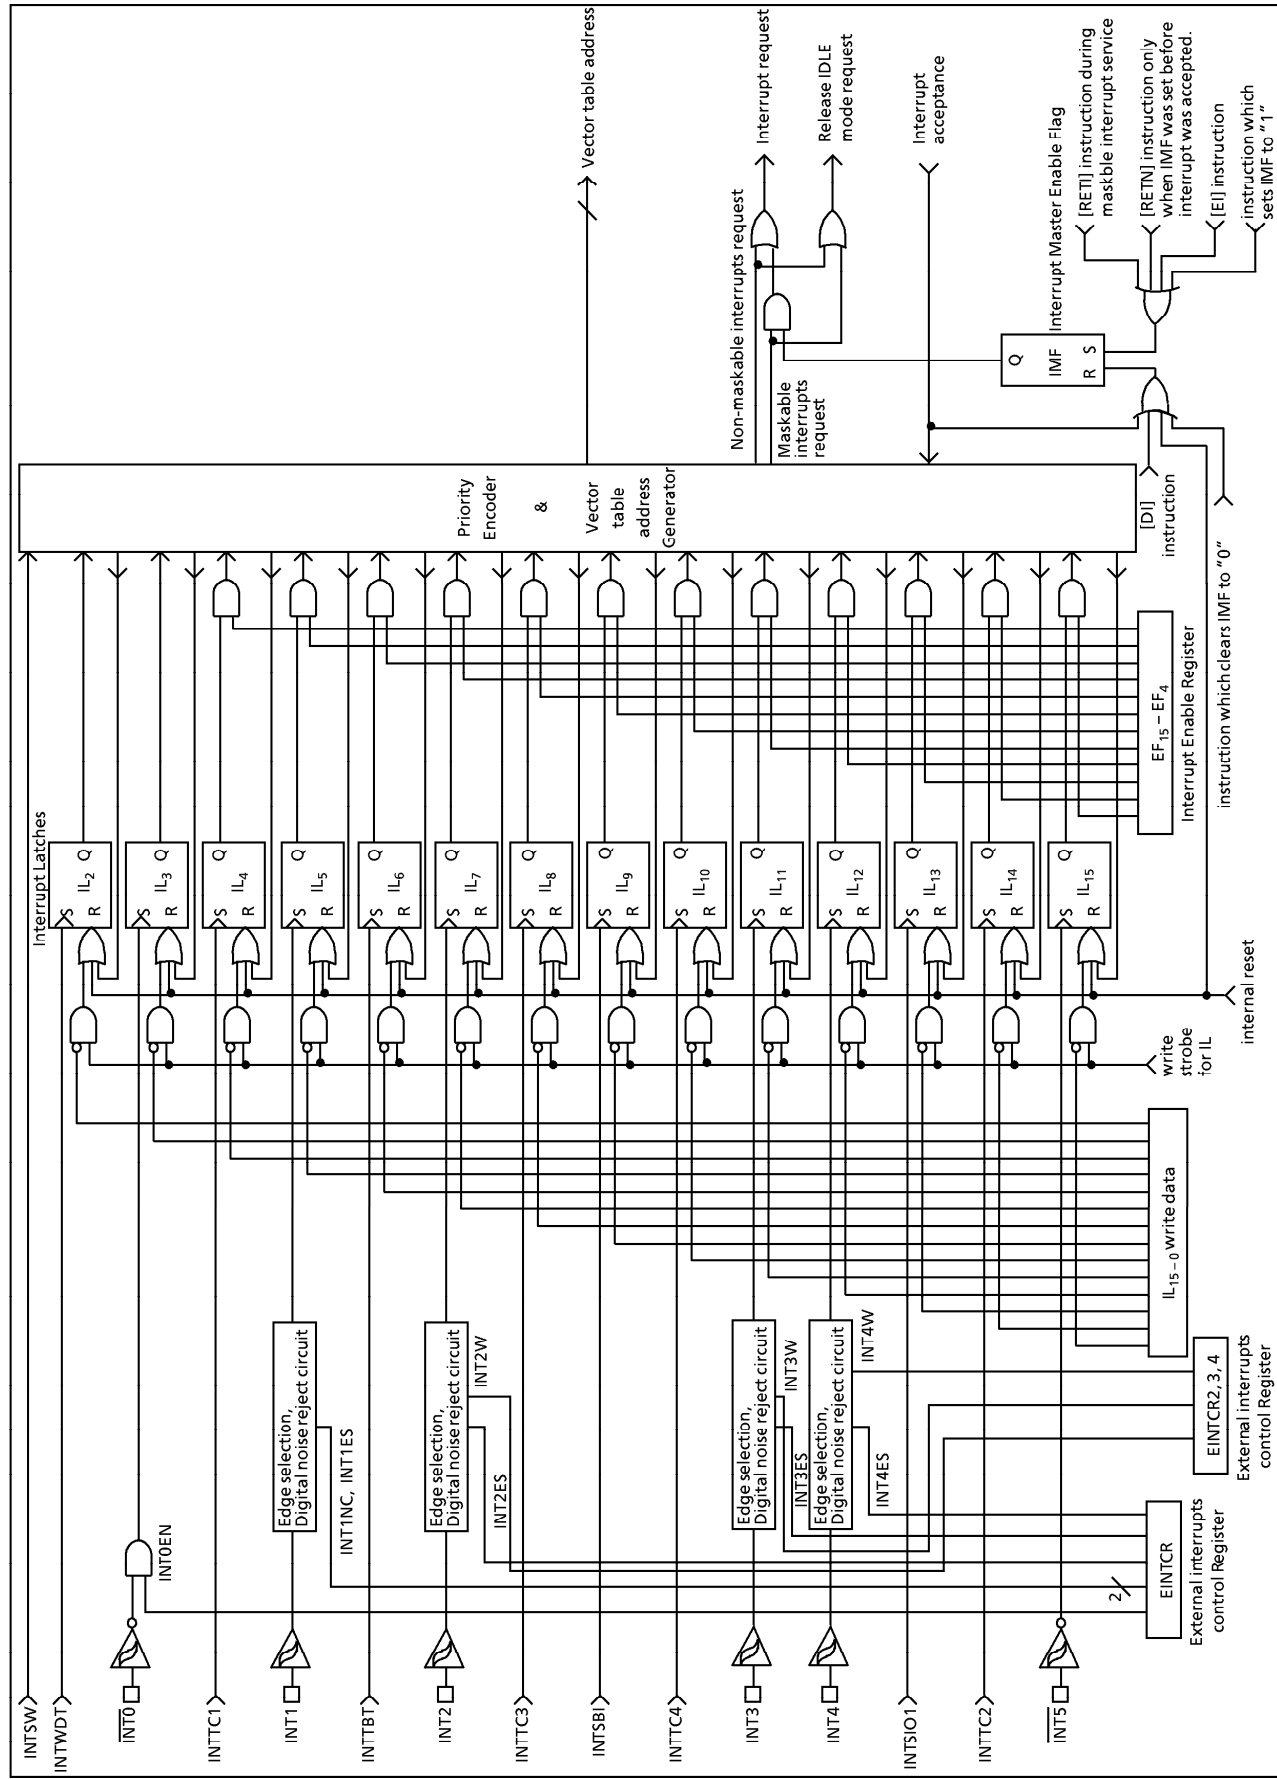 INTSW
INTWDT
INT0
INTTC1
INT1
INTTBT
INT2
INTTC3
INTSBI
INTTC4
INT3
INT4
INTSIO1
INTTC2
INT5
INT0EN
Edge selection,
Digital noise reject circuit
INT1NC, INT1ES
Edge selection,
Digital noise reject circuit
INT2ES
INT2W
Edge selection,
Digital noise reject circuit
INT3ES
INT3W
Edge selection,
Digital noise reject circuit
INT4ES
INT4W
2
EINTCR
External interrupts
control Register
EINTCR2, 3, 4
External interrupts
control Register
IL15 – 0 write data
write
strobe
for IL
internal reset
Interrupt Latches
S R IL2 Q
S R IL3 Q
S R IL4 Q
S R IL5 Q
S R IL6 Q
S R IL7 Q
S R IL8 Q
S R IL9 Q
S R IL10 Q
S R IL11 Q
S R IL12 Q
S R IL13 Q
S R IL14 Q
S R IL15 Q
EF15 – EF4
Interrupt Enable Register
instruction which clears IMF to "0"
Priority
Encoder
&
Vector
table
address
Generator
[DI]
instruction
Vector table address
Non-maskable interrupts request
Maskable
interrupts
request
Interrupt request
Release IDLE
mode request
Interrupt
acceptance
Interrupt Master Enable Flag
Q
IMF
R S
[RETI] instruction during
maskble interrupt service
[RETN] instruction only
when IMF was set before
interrupt was accepted.
[EI] instruction
instruction which
sets IMF to "1"